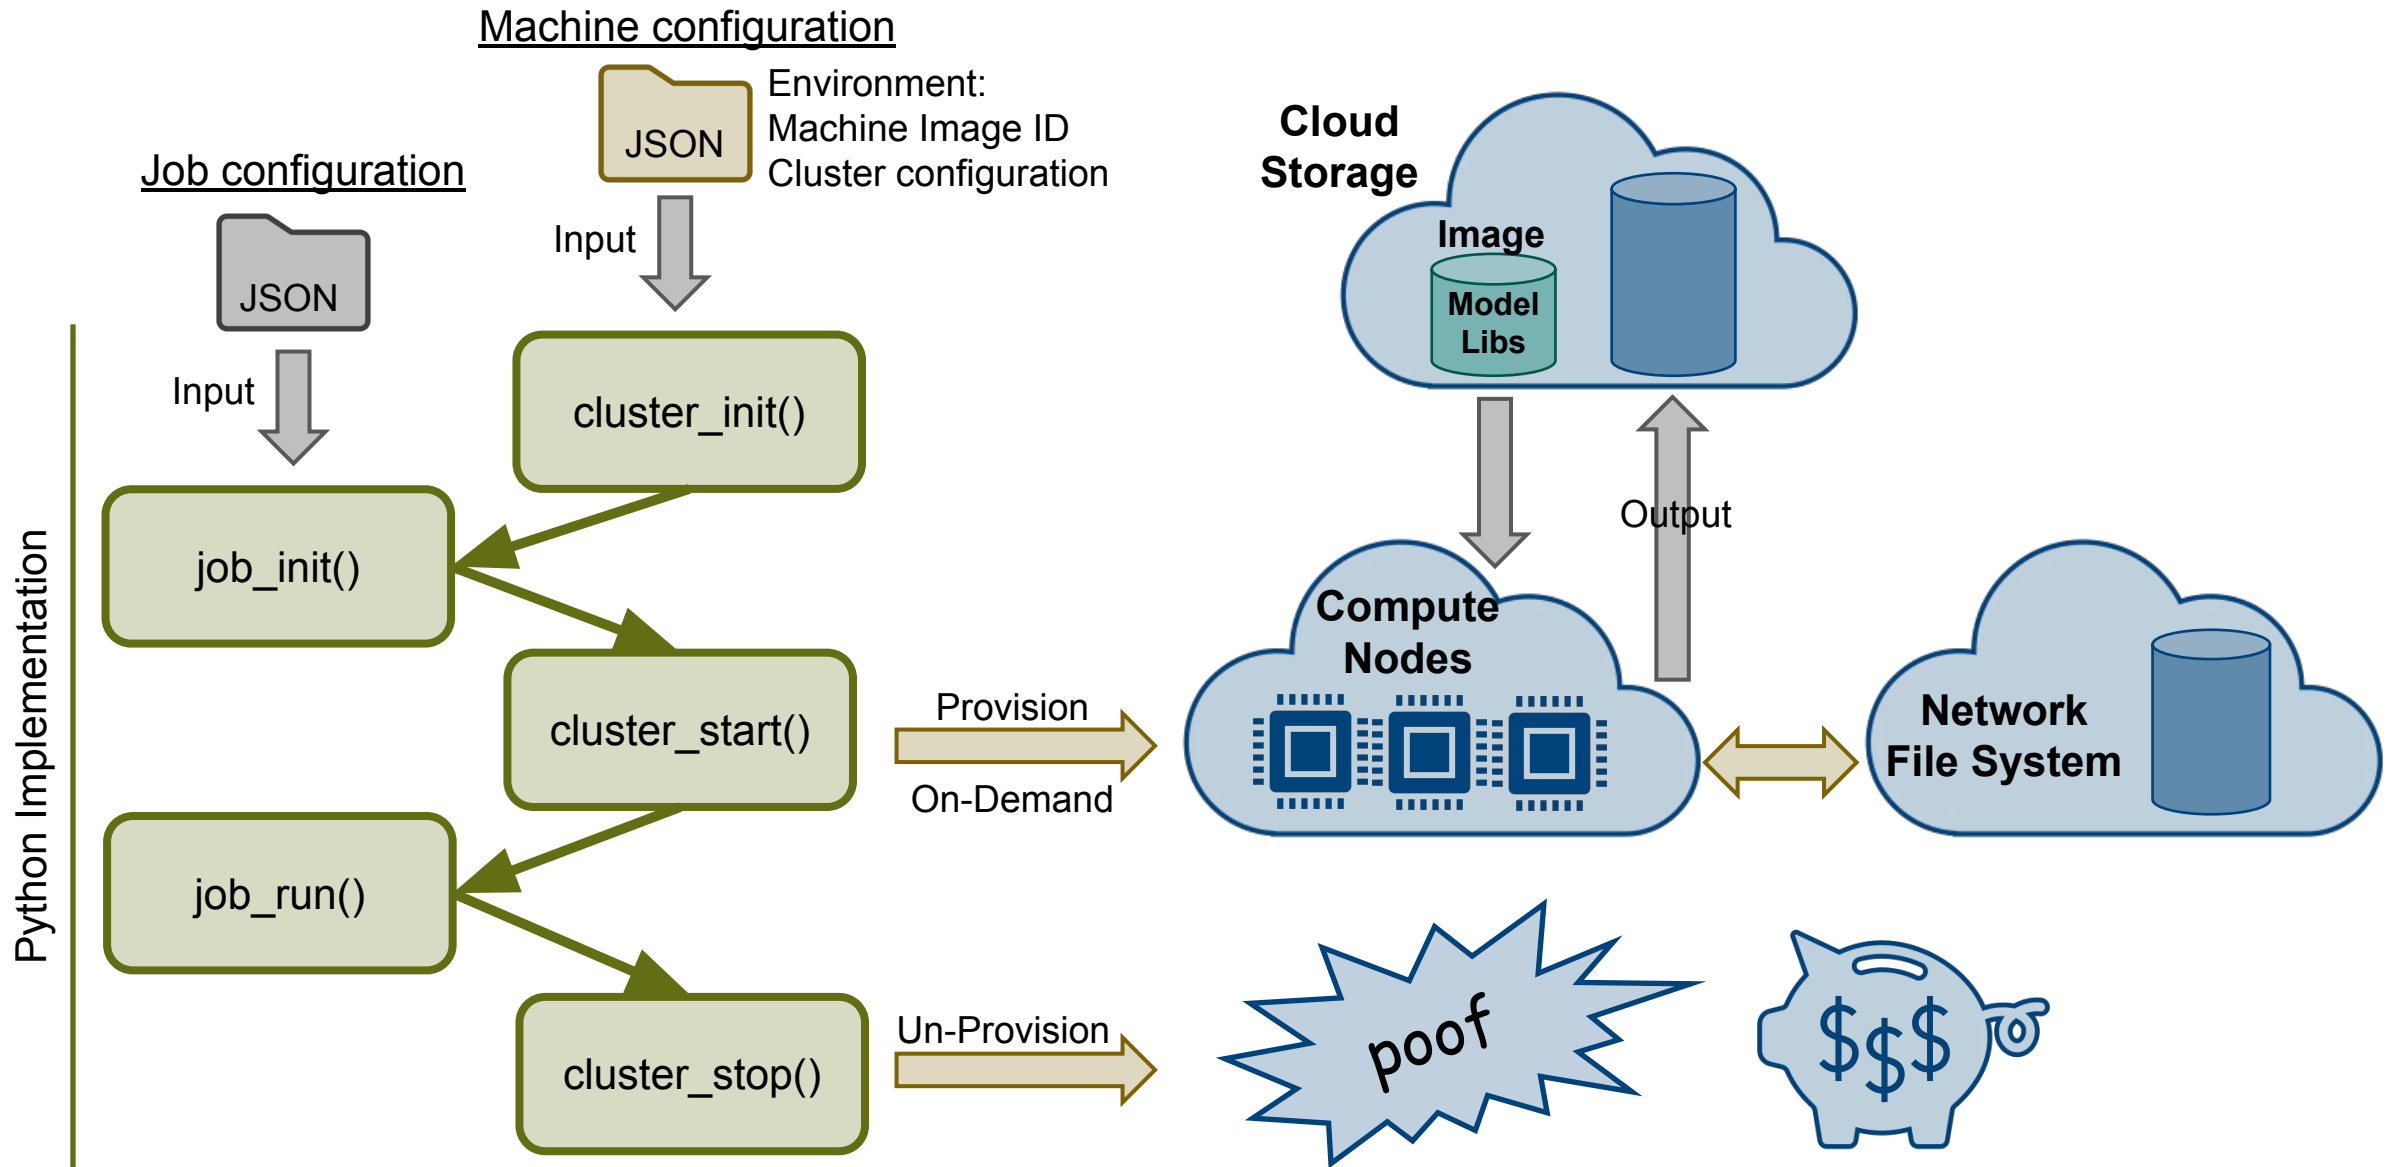 Machine configuration
JSON
Environment:
Machine Image ID
Cluster configuration
Job configuration
JSON
Input
Input
Python Implementation
cluster_init()
job_init()
cluster_start()
job_run()
cluster_stop()
Provision
On-Demand
Un-Provision
Cloud
Storage
Image
Model
Libs
Output
Compute
Nodes
Network
File System
poof
$$$